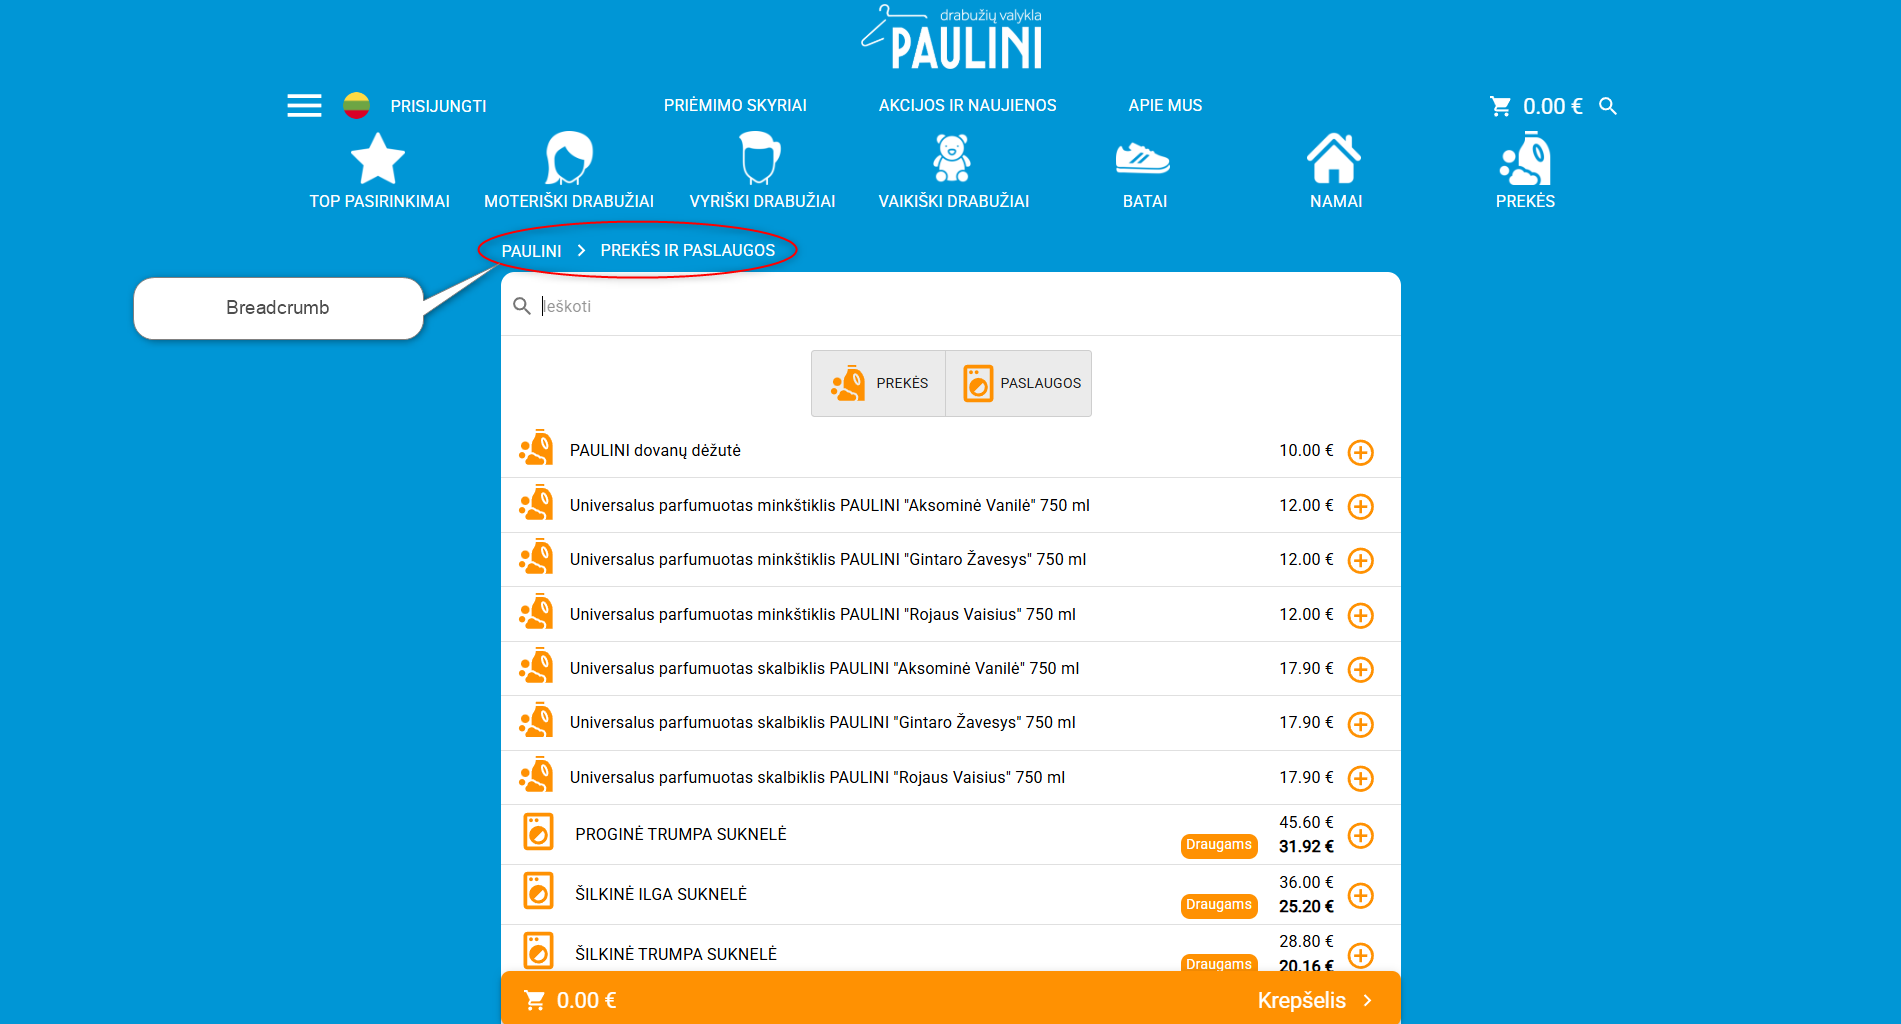 drabužių valykla
PAULINI
PRISIJUNGTI
PRIĖMIMO SKYRIAI
AKCIJOS IR NAUJIENOS
APIE MUS
0.00 €
TOP PASIRINKIMAI
MOTERIŠKI DRABUŽIAI
VYRIŠKI DRABUŽIAI
VAIKIŠKI DRABUŽIAI
BATAI
NAMAI
PREKĖS
PAULINI > PREKĖS IR PASLAUGOS
Breadcrumb
Ieškoti
PREKĖS
PASLAUGOS
PAULINI dovanų dėžutė 10.00 €
Universalus parfumuotas minkštiklis PAULINI "Aksominė Vanilė" 750 ml 12.00 €
Universalus parfumuotas minkštiklis PAULINI "Gintaro Žavesys" 750 ml 12.00 €
Universalus parfumuotas minkštiklis PAULINI "Rojaus Vaisius" 750 ml 12.00 €
Universalus parfumuotas skalbiklis PAULINI "Aksominė Vanilė" 750 ml 17.90 €
Universalus parfumuotas skalbiklis PAULINI "Gintaro Žavesys" 750 ml 17.90 €
Universalus parfumuotas skalbiklis PAULINI "Rojaus Vaisius" 750 ml 17.90 €
PROGINĖ TRUMPA SUKNELĖ 45.60 €
Draugams 31.92 €
ŠILKINĖ ILGA SUKNELĖ 36.00 €
Draugams 25.20 €
ŠILKINĖ TRUMPA SUKNELĖ 28.80 €
Draugams 20.16 €
0.00 € Krepšelis >